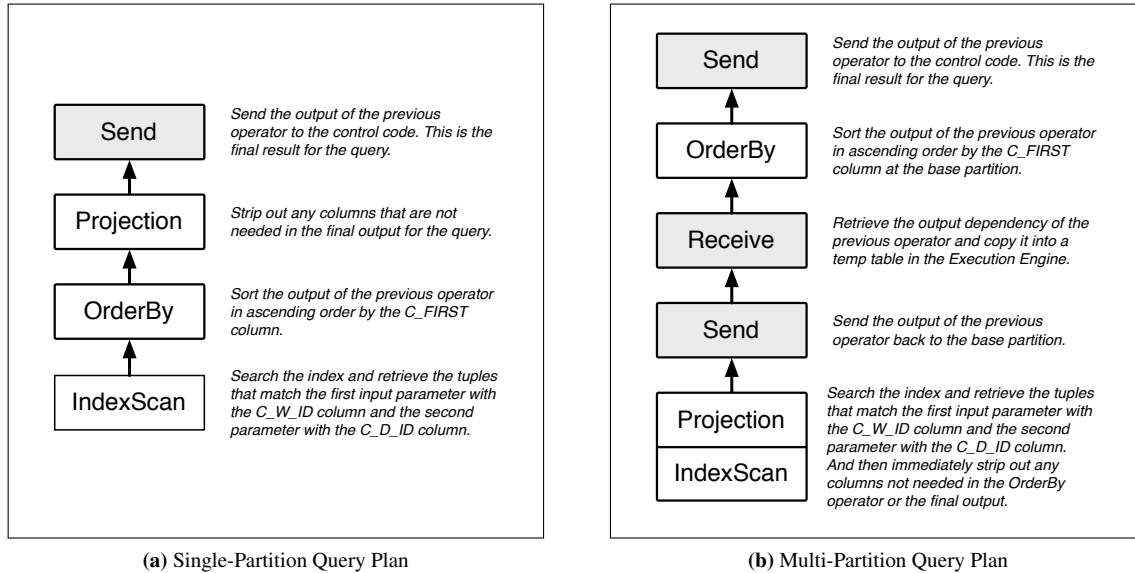 Send
Send the output of the previous
operator to the control code. This is the
final result for the query.
Projection
Strip out any columns that are not
needed in the final output for the query.
OrderBy
Sort the output of the previous operator
in ascending order by the C_FIRST
column.
IndexScan
Search the index and retrieve the tuples
that match the first input parameter with
the C_W_ID column and the second
parameter with the C_D_ID column.
(a) Single-Partition Query Plan
Send
Send the output of the previous
operator to the control code. This is the
final result for the query.
OrderBy
Sort the output of the previous operator
in ascending order by the C_FIRST
column at the base partition.
Receive
Retrieve the output dependency of the
previous operator and copy it into a
temp table in the Execution Engine.
Send
Send the output of the previous
operator back to the base partition.
Projection
IndexScan
Search the index and retrieve the tuples
that match the first input parameter with
the C_W_ID column and the second
parameter with the C_D_ID column.
And then immediately strip out any
columns not needed in the OrderBy
operator or the final output.
(b) Multi-Partition Query Plan